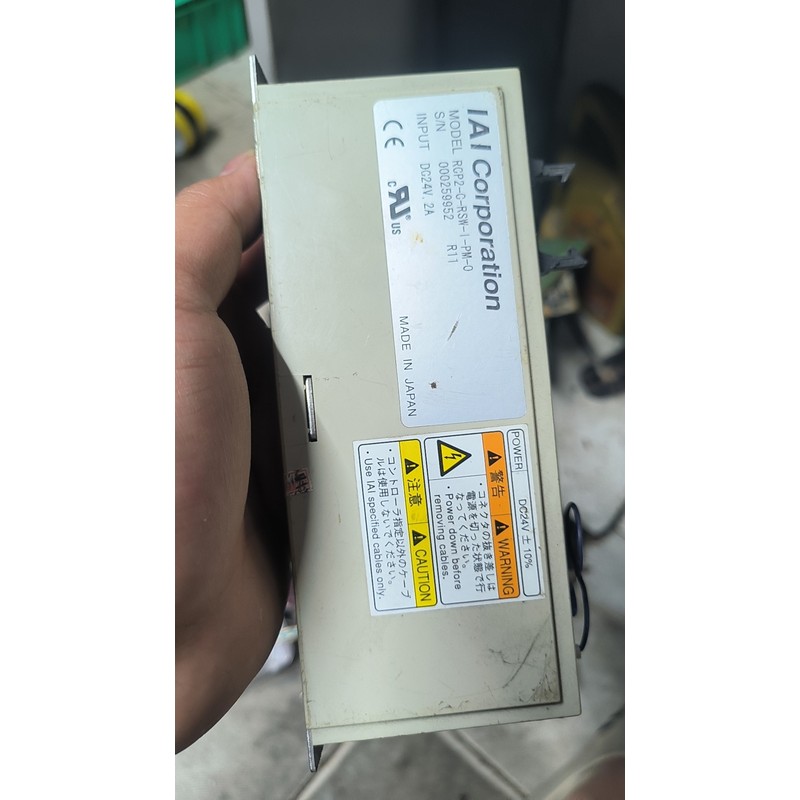 IAI Corporation
MODEL RCP2-C-RSW-I-PM-0
S/N 000259952 R11
INPUT DC24V, 2A
CE
c RU® US
MADE IN JAPAN
POWER DC24V ± 10%
警告 WARNING
・コネクタの抜き差しは
電源を切った状態で行
なってください。
・Power down before
removing cables.
注意 CAUTION
・コントローラ指定以外のケーブ
ルは使用しないでください。
・Use IAI specified cables only.